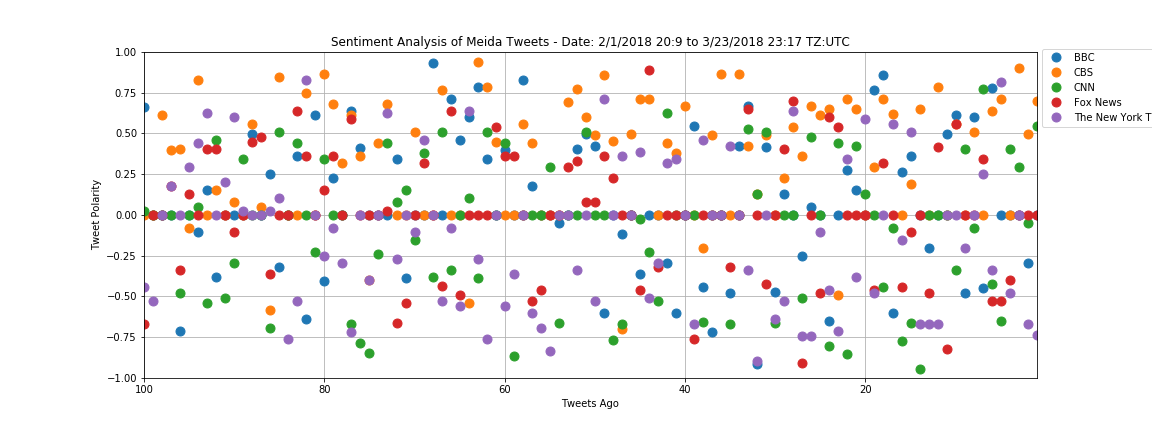 Sentiment Analysis of Meida Tweets - Date: 2/1/2018 20:9 to 3/23/2018 23:17 TZ:UTC
1.00
0.75
0.50
0.25
0.00
−0.25
−0.50
−0.75
−1.00
Tweet Polarity
100
80
60
40
20
Tweets Ago
BBC
CBS
CNN
Fox News
The New York T